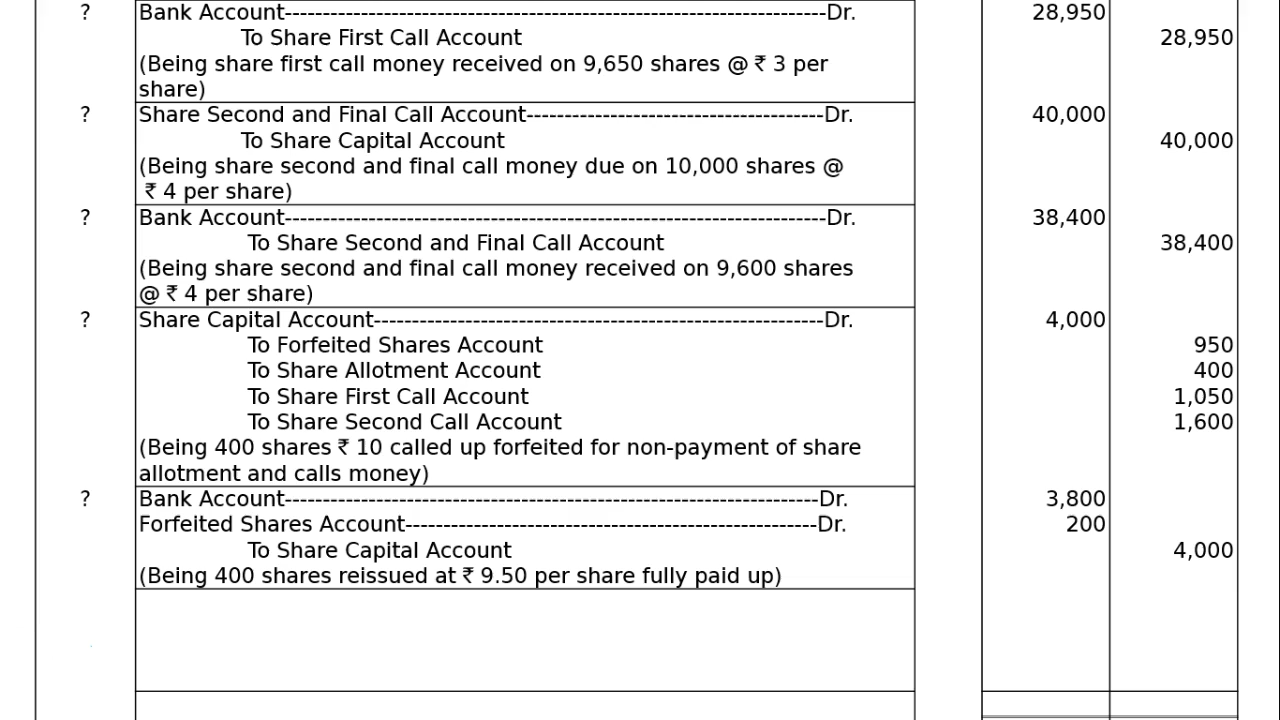 ? Bank Account-----------------------------------------------------------------------Dr. 28,950
To Share First Call Account 28,950
(Being share first call money received on 9,650 shares @ ₹ 3 per
share)
? Share Second and Final Call Account---------------------------------------Dr. 40,000
To Share Capital Account 40,000
(Being share second and final call money due on 10,000 shares @
₹ 4 per share)
? Bank Account-----------------------------------------------------------------------Dr. 38,400
To Share Second and Final Call Account 38,400
(Being share second and final call money received on 9,600 shares
@ ₹ 4 per share)
? Share Capital Account-----------------------------------------------------------Dr. 4,000
To Forfeited Shares Account 950
To Share Allotment Account 400
To Share First Call Account 1,050
To Share Second Call Account 1,600
(Being 400 shares ₹ 10 called up forfeited for non-payment of share
allotment and calls money)
? Bank Account----------------------------------------------------------------------Dr. 3,800
Forfeited Shares Account------------------------------------------------------Dr. 200
To Share Capital Account 4,000
(Being 400 shares reissued at ₹ 9.50 per share fully paid up)